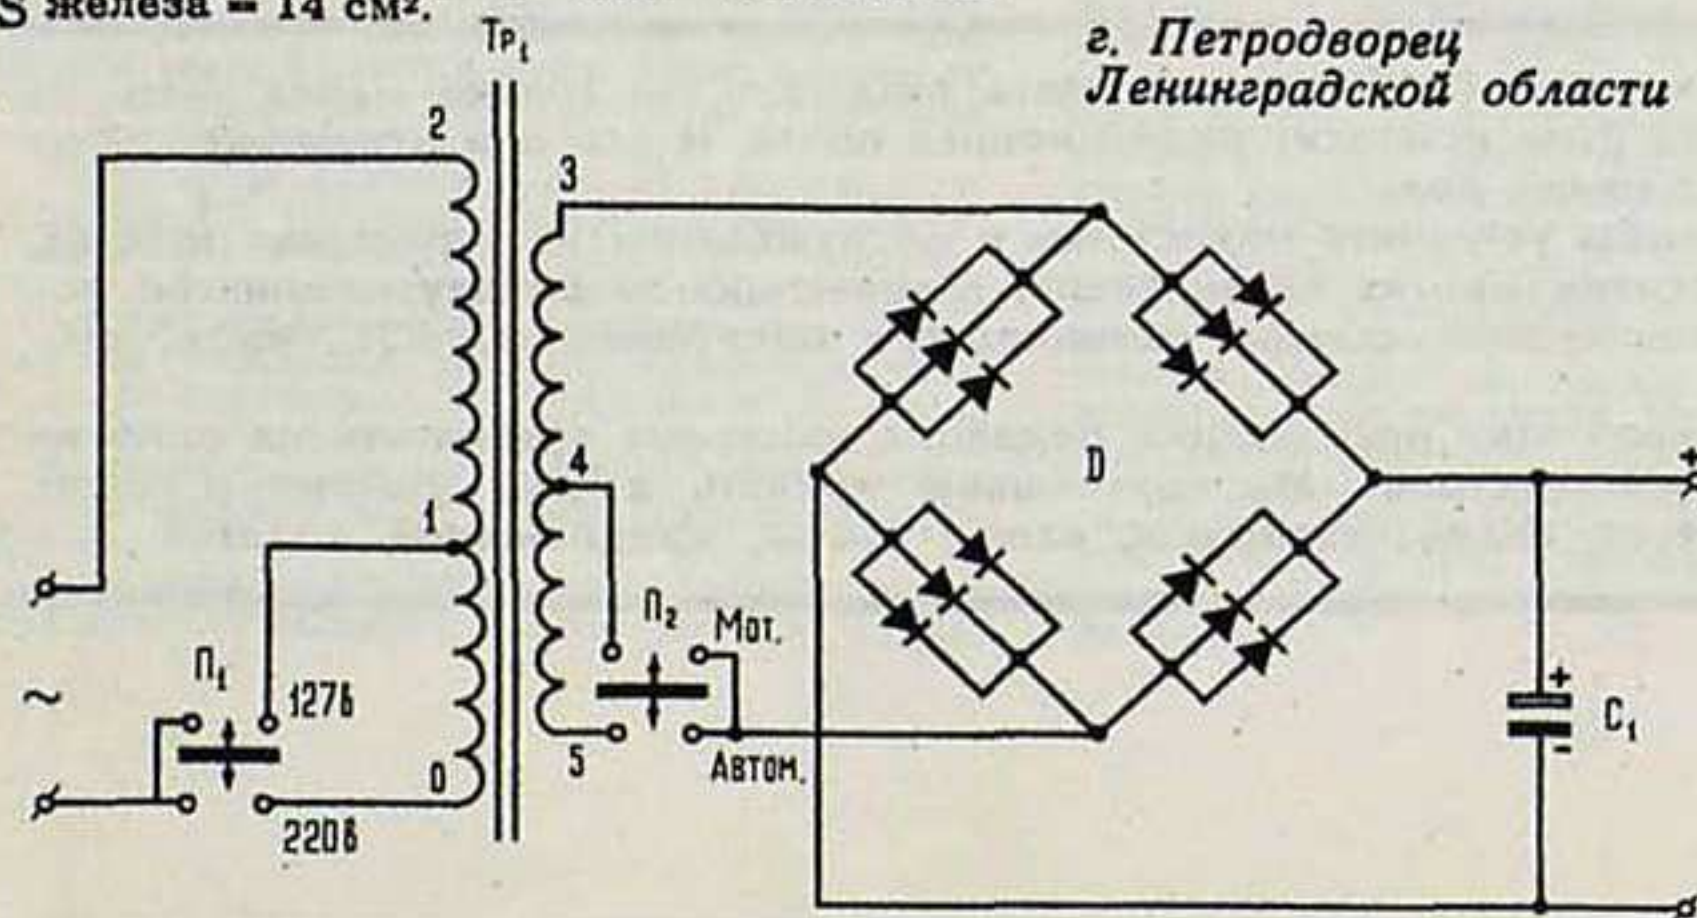 S железа = 14 см².
г. Петродворец
Ленинградской области
Тр₁
2
3
4
1
П₂
Мот.
D
+
П₁
127в
~
5
Автом.
0
220в
+
-
C₁